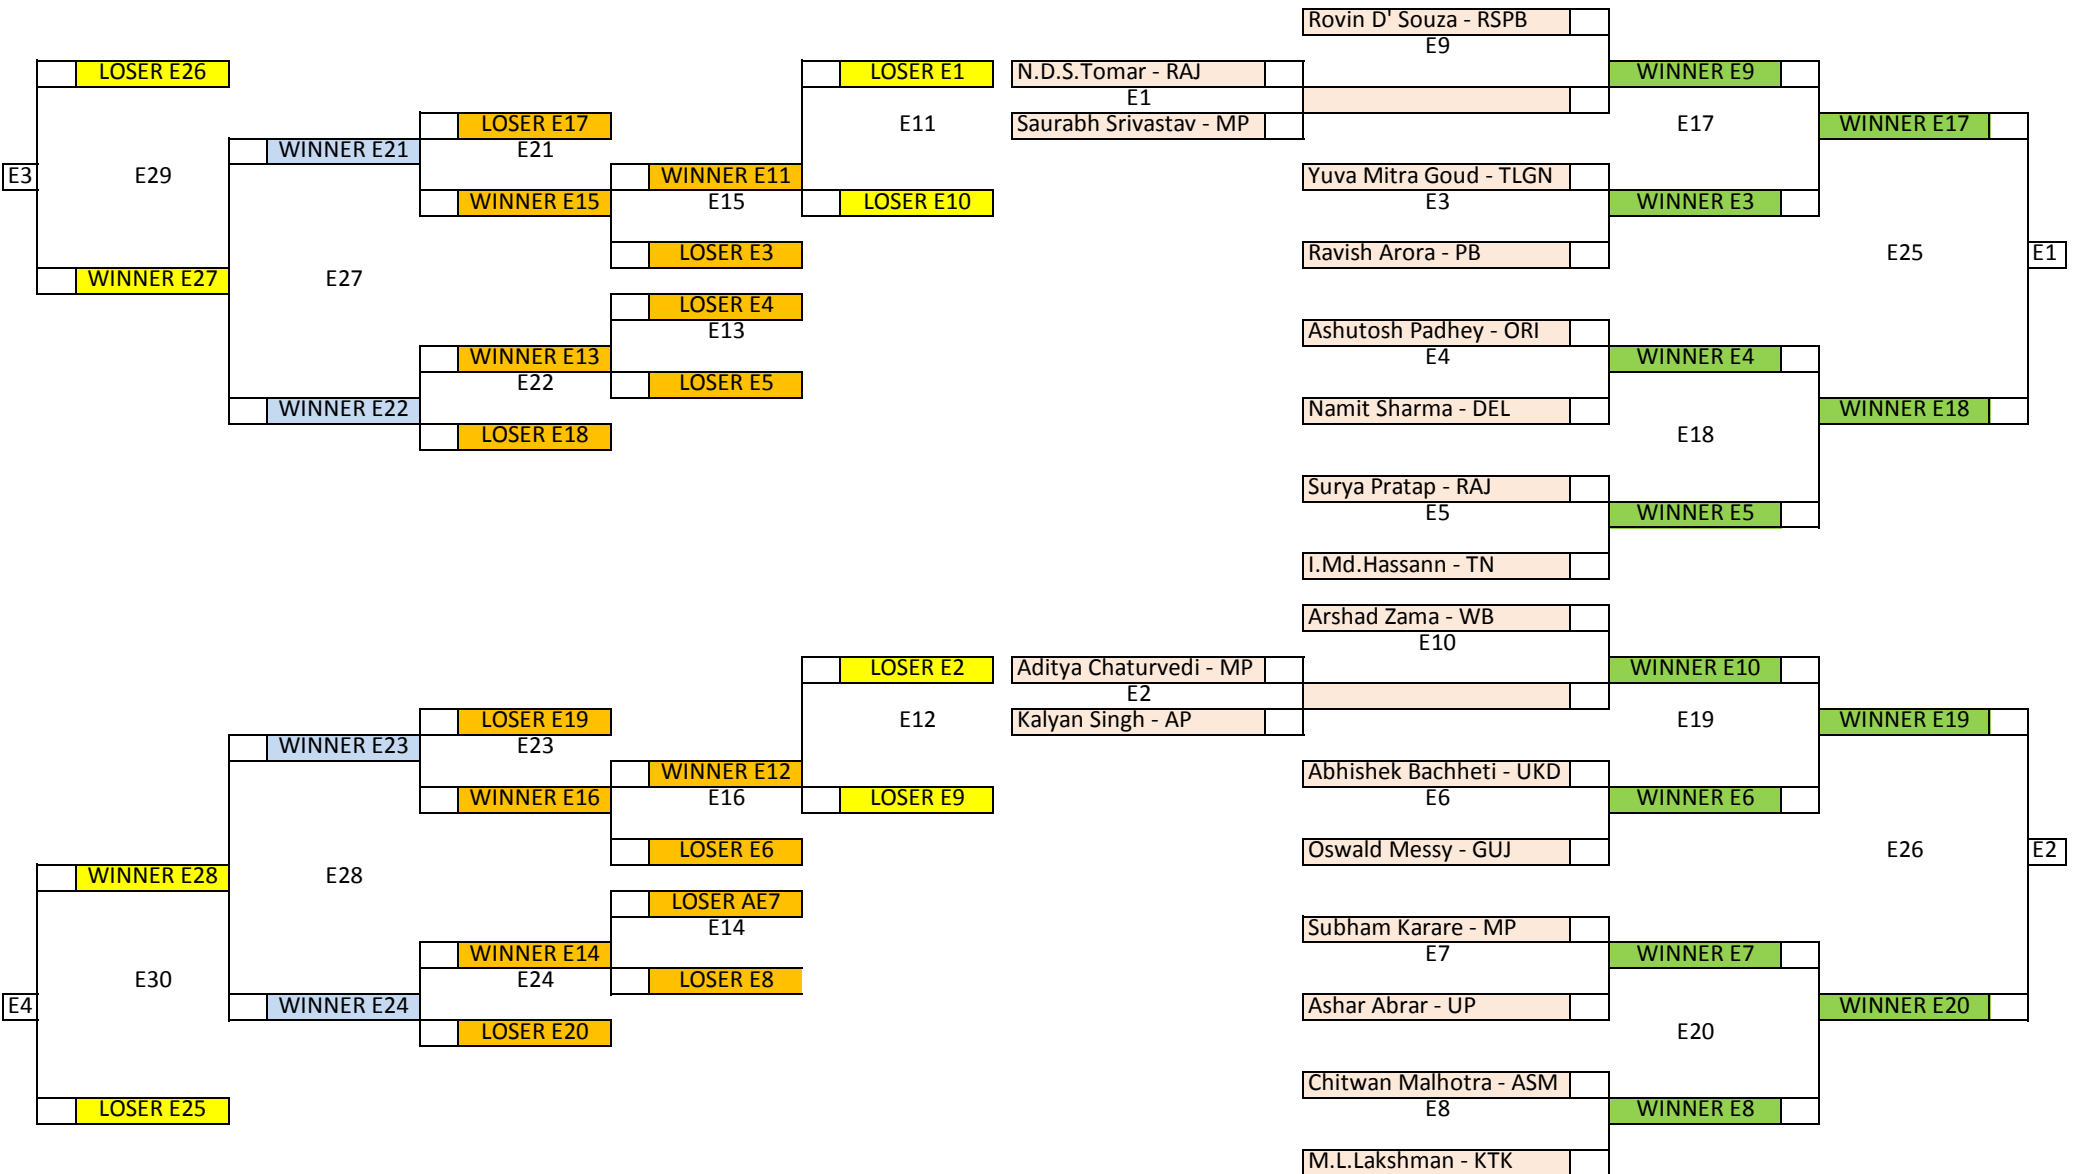 Rovin D' Souza - RSPB
E9
LOSER E26 LOSER E1 N.D.S.Tomar - RAJ WINNER E9
E1
LOSER E17 E11 Saurabh Srivastav - MP E17 WINNER E17
WINNER E21 E21
E3 E29 WINNER E11 Yuva Mitra Goud - TLGN
WINNER E15 E15 LOSER E10 E3 WINNER E3
LOSER E3 Ravish Arora - PB E25 E1
WINNER E27 E27
LOSER E4
E13 Ashutosh Padhey - ORI
WINNER E13 E4 WINNER E4
E22 LOSER E5
WINNER E22 Namit Sharma - DEL WINNER E18
LOSER E18 E18
Surya Pratap - RAJ
E5 WINNER E5
I.Md.Hassann - TN
Arshad Zama - WB
E10
LOSER E2 Aditya Chaturvedi - MP WINNER E10
E2
LOSER E19 E12 Kalyan Singh - AP E19 WINNER E19
WINNER E23 E23
WINNER E12 Abhishek Bachheti - UKD
WINNER E16 E16 LOSER E9 E6 WINNER E6
LOSER E6 Oswald Messy - GUJ E26 E2
WINNER E28 E28
LOSER AE7
E14 Subham Karare - MP
WINNER E14 E7 WINNER E7
E30 E24 LOSER E8
E4 WINNER E24 Ashar Abrar - UP WINNER E20
LOSER E20 E20
Chitwan Malhotra - ASM
LOSER E25 E8 WINNER E8
M.L.Lakshman - KTK